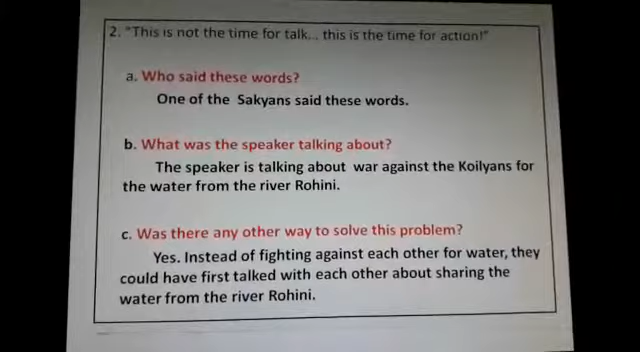 2. "This is not the time for talk... this is the time for action!"
a. Who said these words?
One of the Sakyans said these words.
b. What was the speaker talking about?
The speaker is talking about war against the Koilyans for
the water from the river Rohini.
c. Was there any other way to solve this problem?
Yes. Instead of fighting against each other for water, they
could have first talked with each other about sharing the
water from the river Rohini.